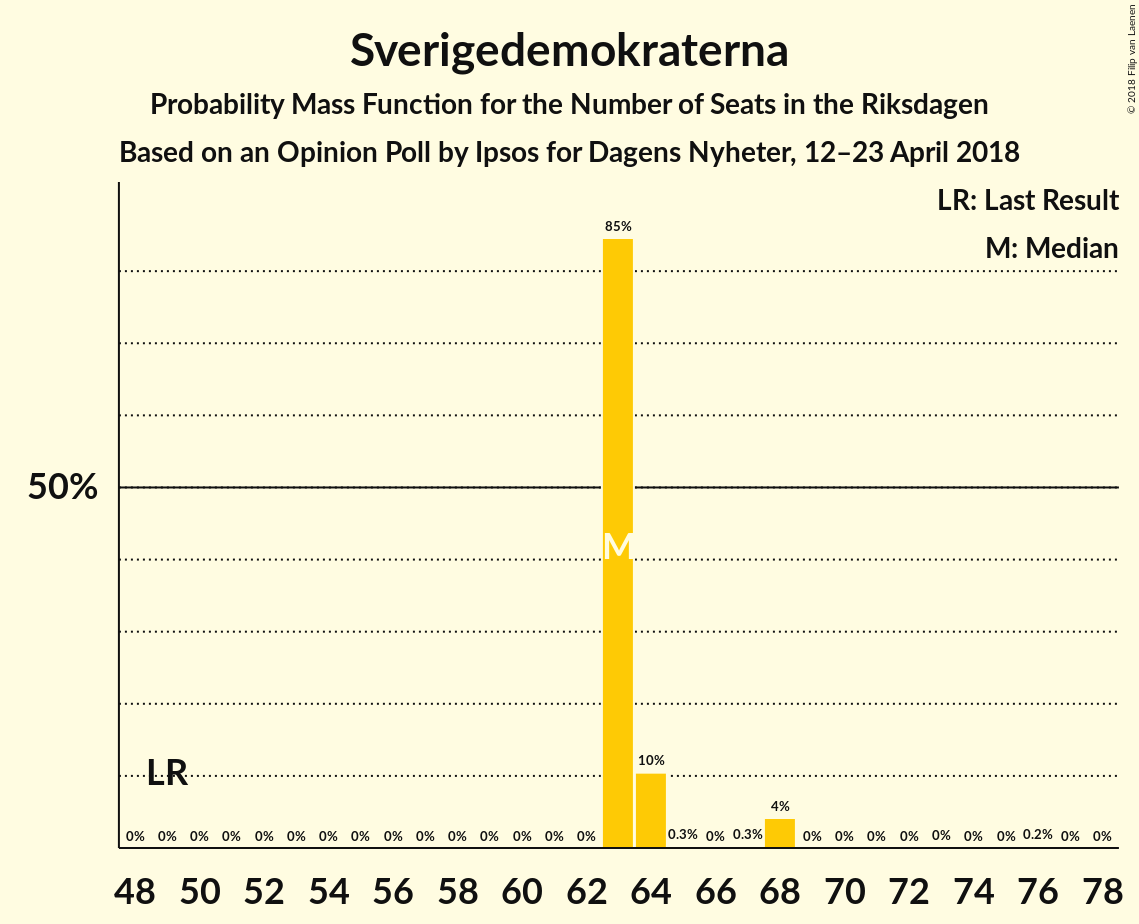 Sverigedemokraterna
Probability Mass Function for the Number of Seats in the Riksdagen
Based on an Opinion Poll by Ipsos for Dagens Nyheter, 12–23 April 2018
© 2018 Filip van Laenen
LR: Last Result
M: Median
85%
50%
M
LR
10%
4%
0% 0% 0% 0% 0% 0% 0% 0% 0% 0% 0% 0% 0% 0% 0% 0.3% 0% 0.3% 0% 0% 0% 0% 0% 0% 0% 0.2% 0% 0%
48 50 52 54 56 58 60 62 64 66 68 70 72 74 76 78